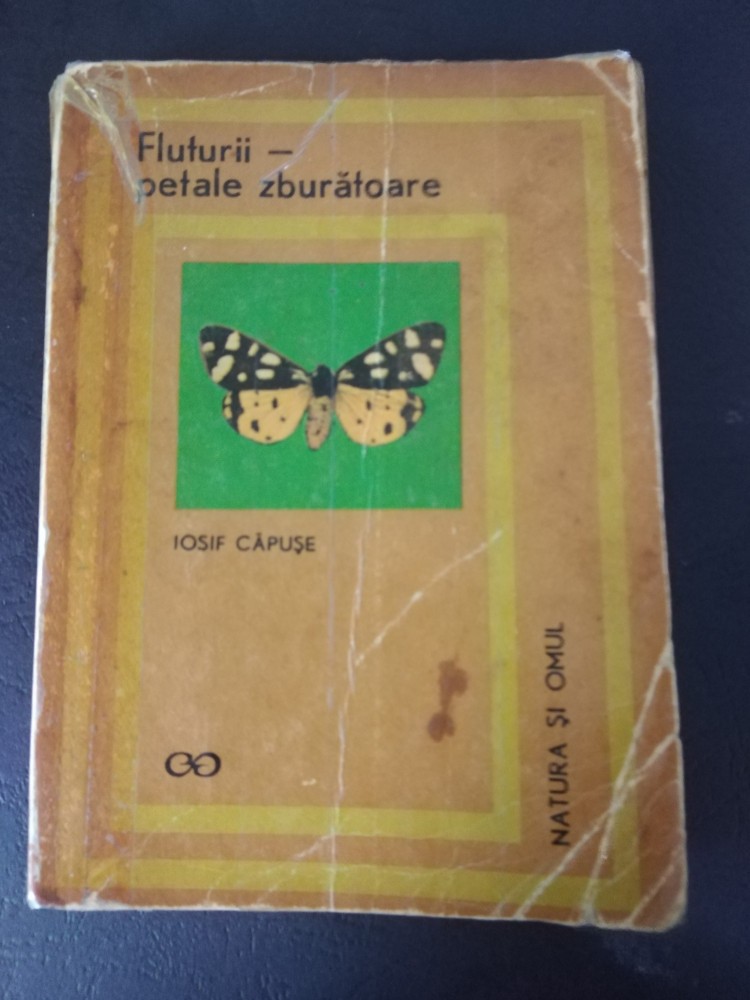 Fluturii —
petale zburătoare
IOSIF CĂPUȘE
NATURA ȘI OMUL